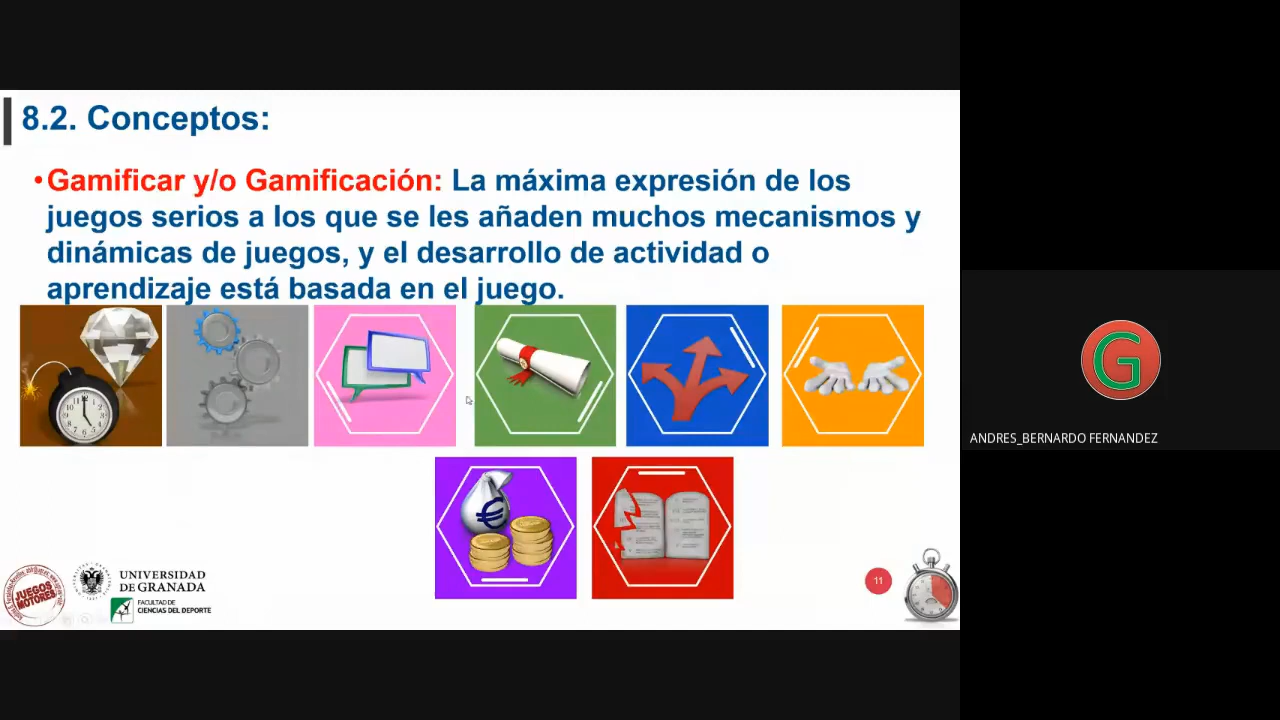 8.2. Conceptos:
•Gamificar y/o Gamificación: La máxima expresión de los
juegos serios a los que se les añaden muchos mecanismos y
dinámicas de juegos, y el desarrollo de actividad o
aprendizaje está basada en el juego.
JUEGOS
MOTORES
UNIVERSIDAD
DE GRANADA
FACULTAD DE
CIENCIAS DEL DEPORTE
11
G
ANDRES_BERNARDO FERNANDEZ